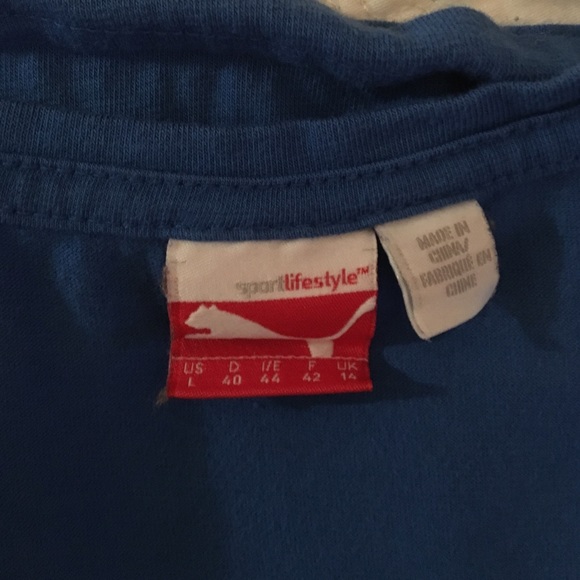 sportlifestyle™
US D I/E F UK
L 40 44 42 14
MADE IN
CHINA/
FABRIQUÉ EN
CHINE